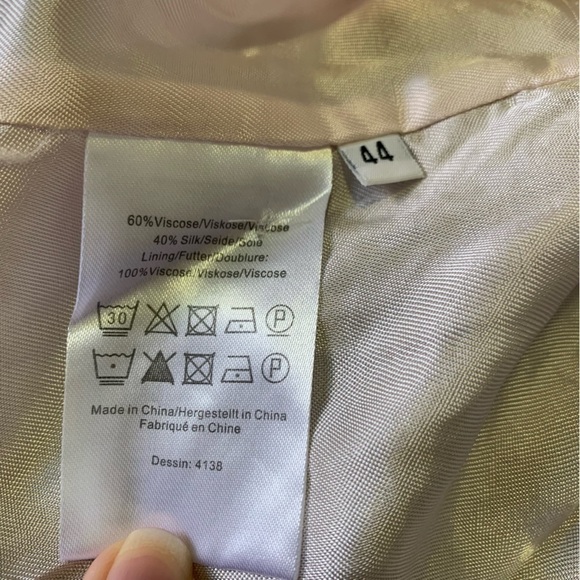 44
60%Viscose/Viskose/Viscose
40% Silk/Seide/Soie
Lining/Futter/Doublure:
100%Viscose/Viskose/Viscose
30 P
P
Made in China/Hergestellt in China
Fabriqué en Chine
Dessin: 4138